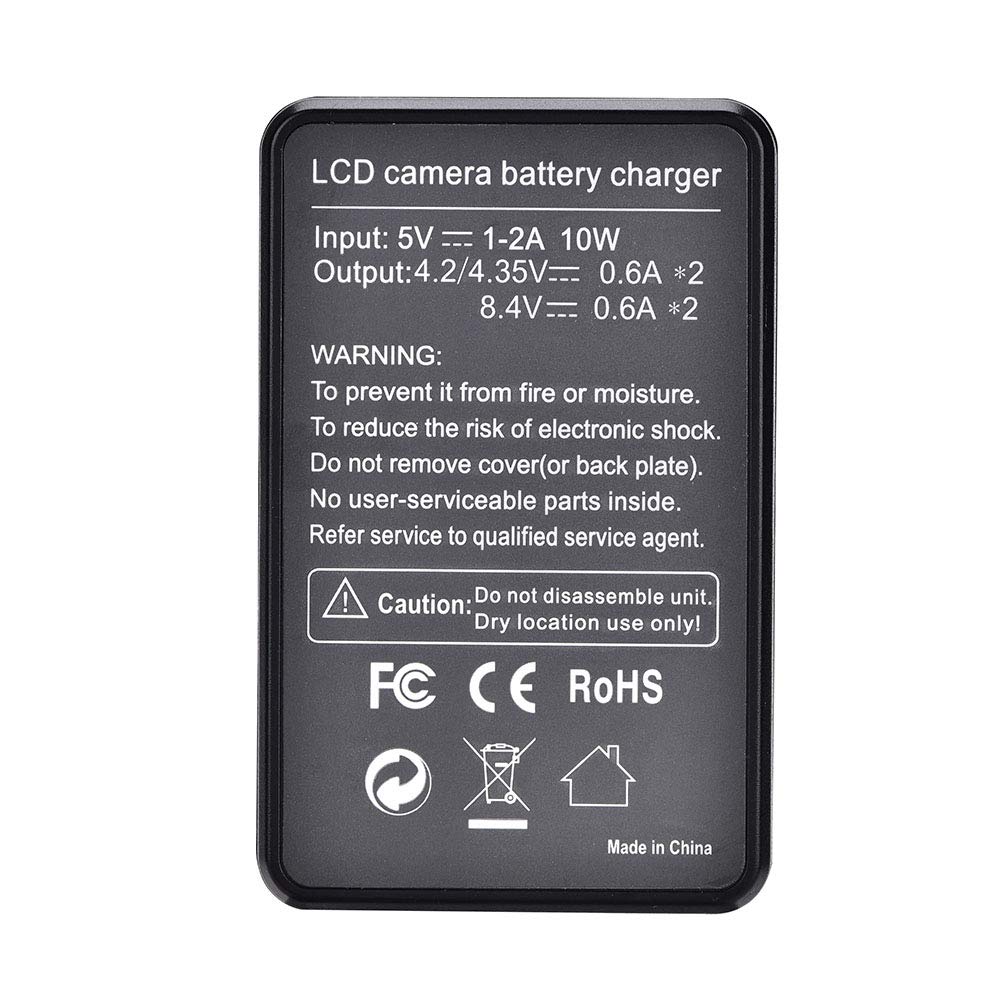 LCD camera battery charger
Input: 5V⎓ 1-2A 10W
Output:4.2/4.35V⎓ 0.6A *2
8.4V⎓ 0.6A *2
WARNING:
To prevent it from fire or moisture.
To reduce the risk of electronic shock.
Do not remove cover(or back plate).
No user-serviceable parts inside.
Refer service to qualified service agent.
Caution: Do not disassemble unit.
Dry location use only!
FC CE RoHS
Made in China